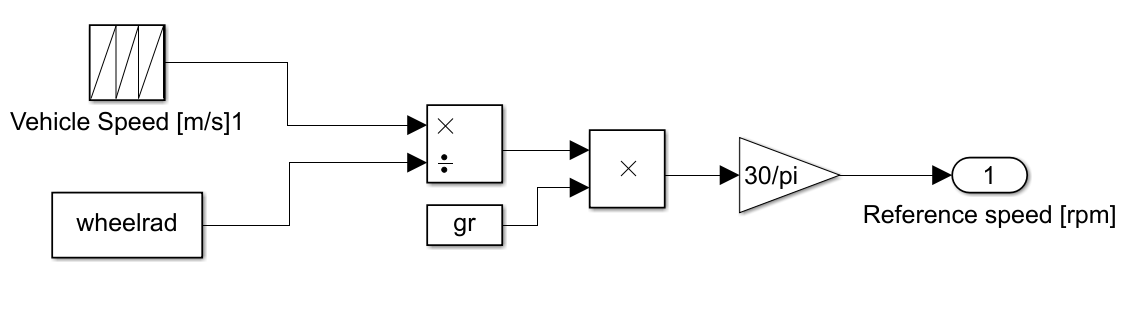 Vehicle Speed [m/s]1
×
÷
wheelrad
gr
×
30/pi
1
Reference speed [rpm]